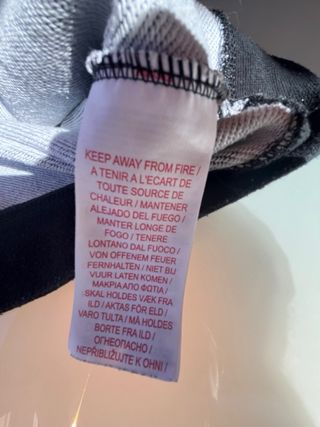 KEEP AWAY FROM FIRE /
A TENIR A L'ECART DE
TOUTE SOURCE DE
CHALEUR / MANTENER
ALEJADO DEL FUEGO /
MANTER LONGE DE
FOGO / TENERE
LONTANO DAL FUOCO /
VON OFFENEM FEUER
FERNHALTEN / NIET BIJ
VUUR LATEN KOMEN /
ΜΑΚΡΙΑ ΑΠΟ ΦΩΤΙΑ /
SKAL HOLDES VÆK FRA
ILD / AKTAS FÖR ELD /
VARO TULTA / MÅ HOLDES
BORTE FRA ILD /
ОГНЕОПАСНО /
NEPŘIBLIŽUJTE K OHNI /